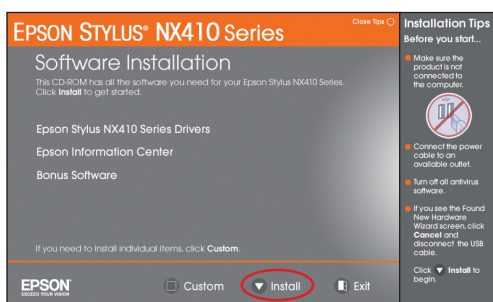 EPSON STYLUS® NX410 Series
Close Tips
Software Installation
This CD-ROM has all the software you need for your Epson Stylus NX410 Series.
Click Install to get started.
Epson Stylus NX410 Series Drivers
Epson Information Center
Bonus Software
If you need to install individual items, click Custom.
EPSON®
EXCEED YOUR VISION
Custom
Install
Exit
Installation Tips
Before you start...
Make sure the
product is not
connected to
the computer.
Connect the power
cable to an
available outlet.
Turn off all antivirus
software.
If you see the Found
New Hardware
Wizard screen, click
Cancel and
disconnect the USB
cable.
Click Install to
begin.